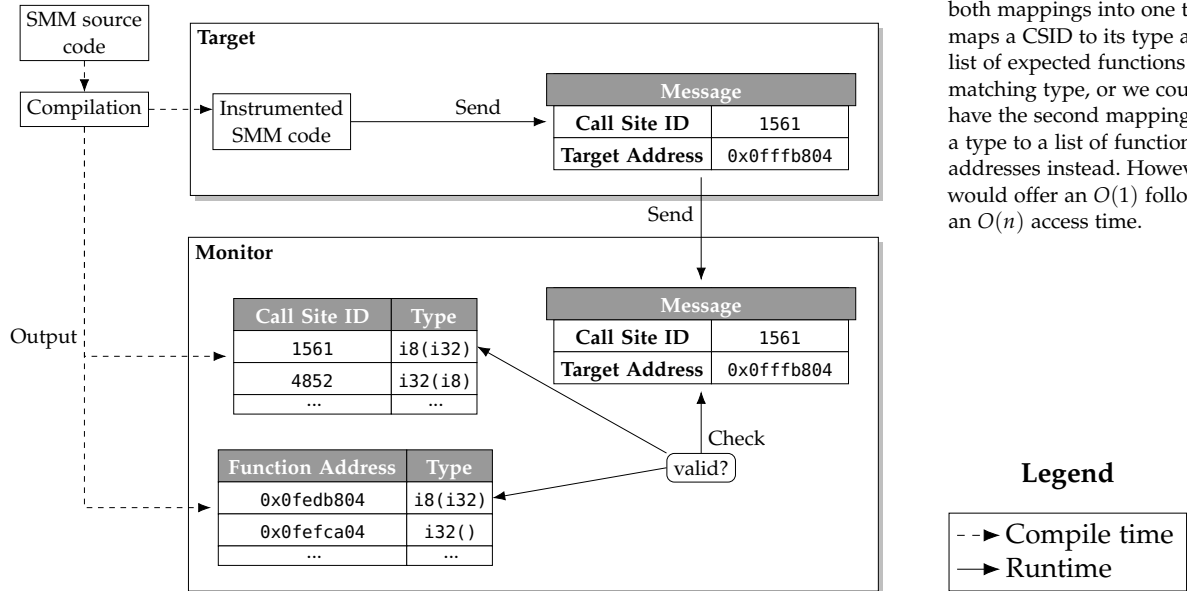 SMM source
code
Compilation
Output
Target
Instrumented
SMM code
Send
Message
Call Site ID 1561
Target Address 0x0fffb804
Send
Monitor
Message
Call Site ID 1561
Target Address 0x0fffb804
Call Site ID Type
1561 i8(i32)
4852 i32(i8)
... ...
Check
valid?
Function Address Type
0x0fedb804 i8(i32)
0x0fefca04 i32()
... ...
both mappings into one t
maps a CSID to its type a
list of expected functions
matching type, or we cou
have the second mapping
a type to a list of function
addresses instead. Howev
would offer an O(1) follo
an O(n) access time.
Legend
Compile time
Runtime